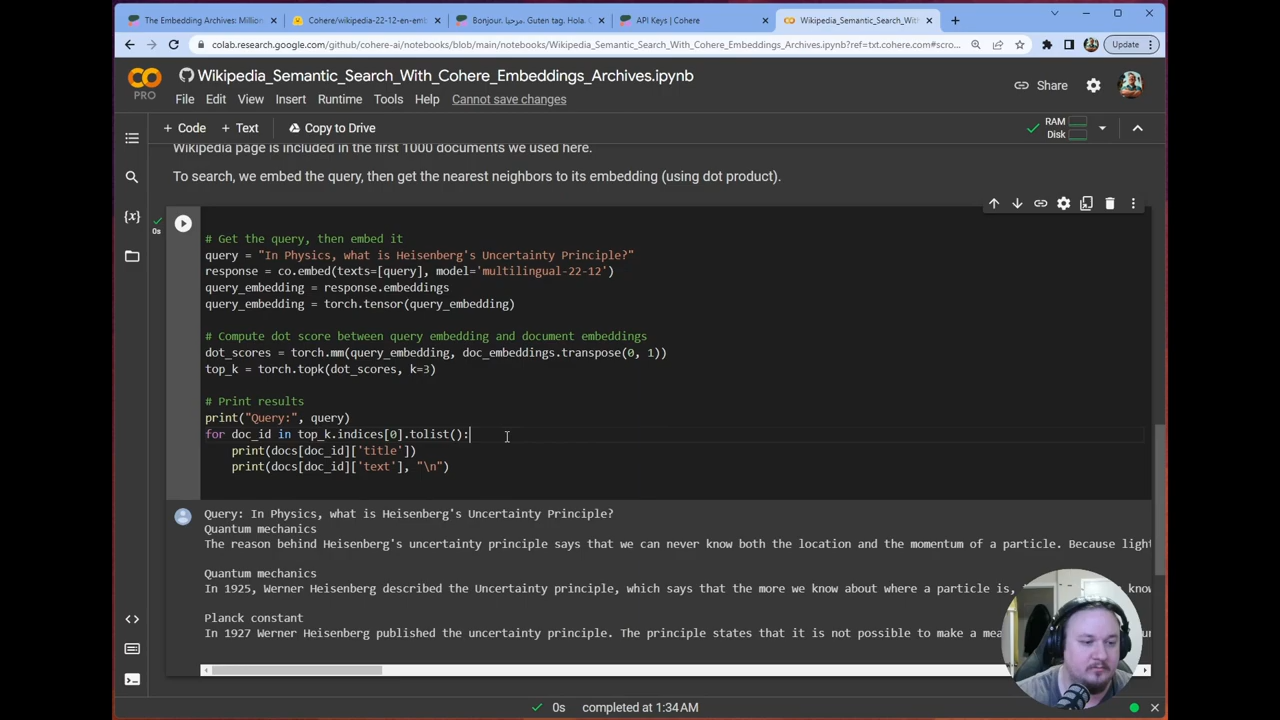 The Embedding Archives: Million
Cohere/wikipedia-22-12-en-emb
Bonjour. مرحبا. Guten tag. Hola. C
API Keys | Cohere
Wikipedia_Semantic_Search_With
colab.research.google.com/github/cohere-ai/notebooks/blob/main/notebooks/Wikipedia_Semantic_Search_With_Cohere_Embeddings_Archives.ipynb?ref=txt.cohere.com#scro...
Update
PRO
Wikipedia_Semantic_Search_With_Cohere_Embeddings_Archives.ipynb
File Edit View Insert Runtime Tools Help Cannot save changes
Share
+ Code + Text Copy to Drive
RAM
Disk
Wikipedia page is included in the first 1000 documents we used here.
To search, we embed the query, then get the nearest neighbors to its embedding (using dot product).
{x}
0s
# Get the query, then embed it
query = "In Physics, what is Heisenberg's Uncertainty Principle?"
response = co.embed(texts=[query], model='multilingual-22-12')
query_embedding = response.embeddings
query_embedding = torch.tensor(query_embedding)
# Compute dot score between query embedding and document embeddings
dot_scores = torch.mm(query_embedding, doc_embeddings.transpose(0, 1))
top_k = torch.topk(dot_scores, k=3)
# Print results
print("Query:", query)
for doc_id in top_k.indices[0].tolist():
print(docs[doc_id]['title'])
print(docs[doc_id]['text'], "\n")
Query: In Physics, what is Heisenberg's Uncertainty Principle?
Quantum mechanics
The reason behind Heisenberg's uncertainty principle says that we can never know both the location and the momentum of a particle. Because light
Quantum mechanics
In 1925, Werner Heisenberg described the Uncertainty principle, which says that the more we know about where a particle is,
Planck constant
In 1927 Werner Heisenberg published the uncertainty principle. The principle states that it is not possible to make a
0s completed at 1:34 AM